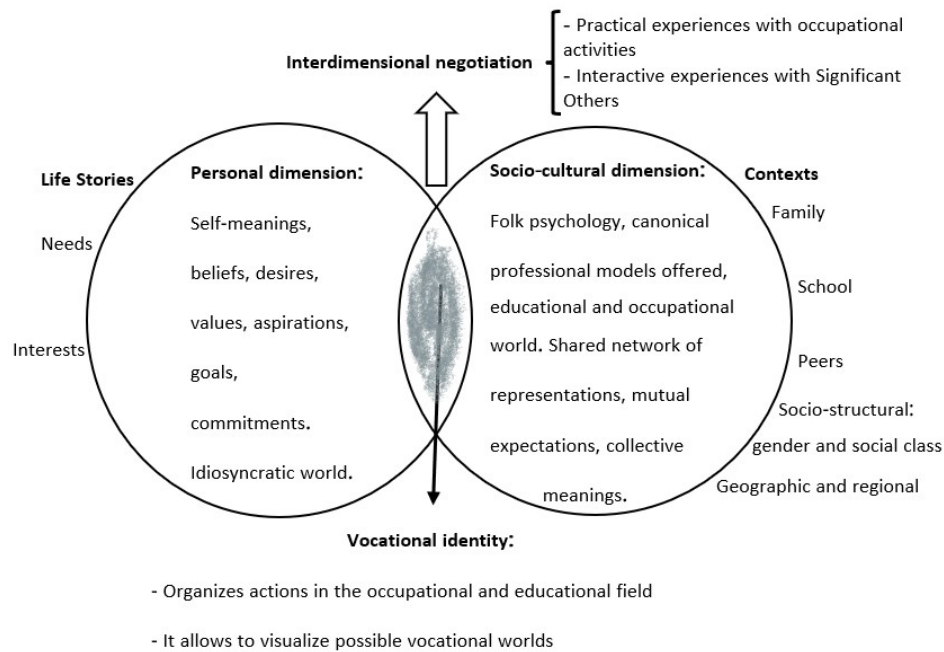 Interdimensional negotiation
- Practical experiences with occupational
activities
- Interactive experiences with Significant
Others
Life Stories
Needs
Interests
Personal dimension:
Self-meanings,
beliefs, desires,
values, aspirations,
goals,
commitments.
Idiosyncratic world.
Socio-cultural dimension:
Folk psychology, canonical
professional models offered,
educational and occupational
world. Shared network of
representations, mutual
expectations, collective
meanings.
Contexts
Family
School
Peers
Socio-structural:
gender and social class
Geographic and regional
Vocational identity:
- Organizes actions in the occupational and educational field
- It allows to visualize possible vocational worlds